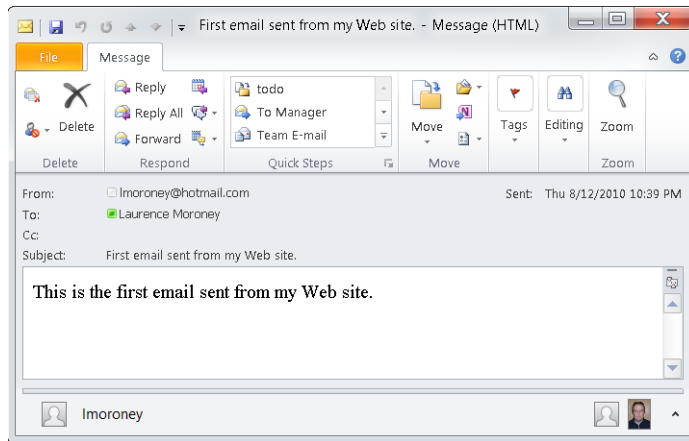 First email sent from my Web site. - Message (HTML)
File Message
Reply todo
Reply All To Manager
Delete Forward Team E-mail Move Tags Editing Zoom
Delete Respond Quick Steps Move Zoom
From: lmoroney@hotmail.com Sent: Thu 8/12/2010 10:39 PM
To: Laurence Moroney
Cc:
Subject: First email sent from my Web site.
This is the first email sent from my Web site.
lmoroney